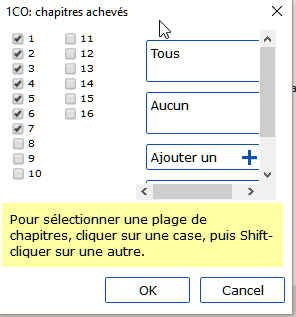 1CO: chapitres achevés
1
2
3
4
5
6
7
8
9
10
11
12
13
14
15
16
Tous
Aucun
Ajouter un
Pour sélectionner une plage de
chapitres, cliquer sur une case, puis Shift-
cliquer sur une autre.
OK
Cancel